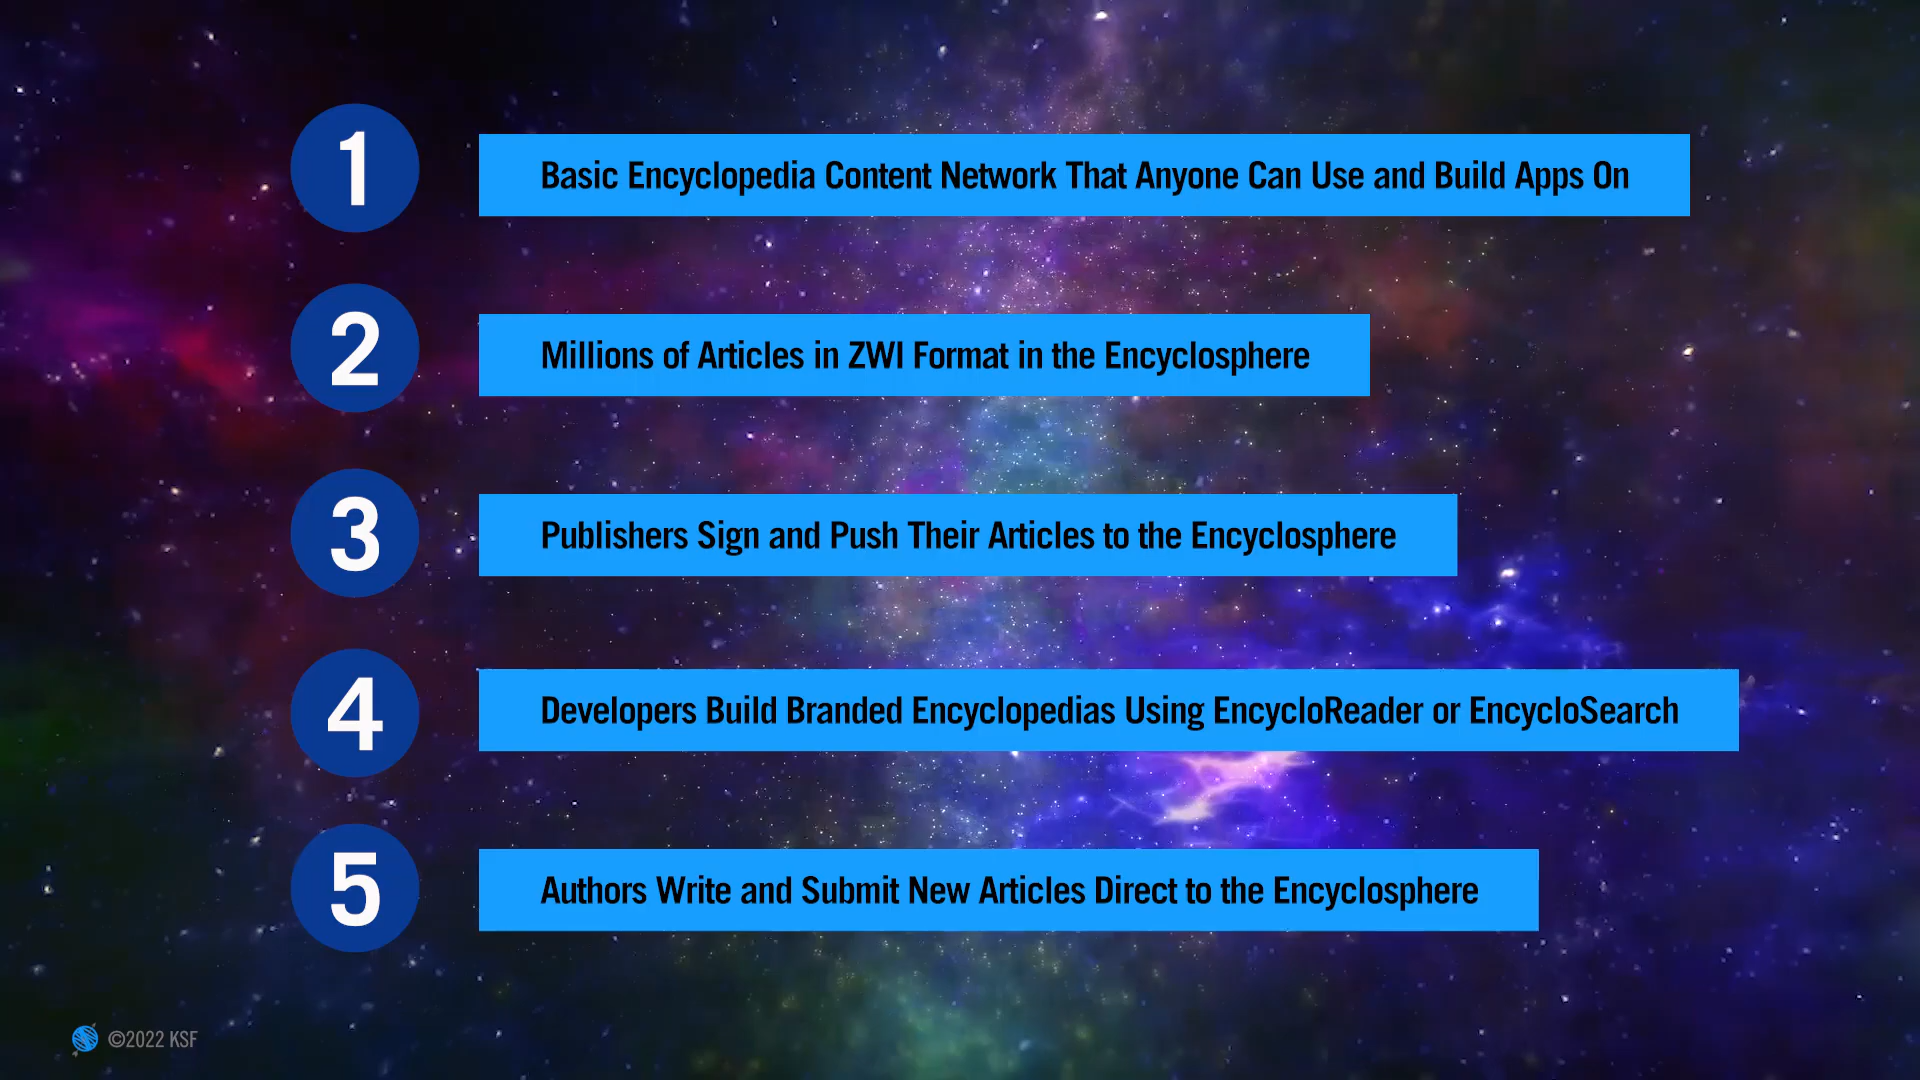 1
Basic Encyclopedia Content Network That Anyone Can Use and Build Apps On
2
Millions of Articles in ZWI Format in the Encyclosphere
3
Publishers Sign and Push Their Articles to the Encyclosphere
4
Developers Build Branded Encyclopedias Using EncycloReader or EncycloSearch
5
Authors Write and Submit New Articles Direct to the Encyclosphere
©2022 KSF